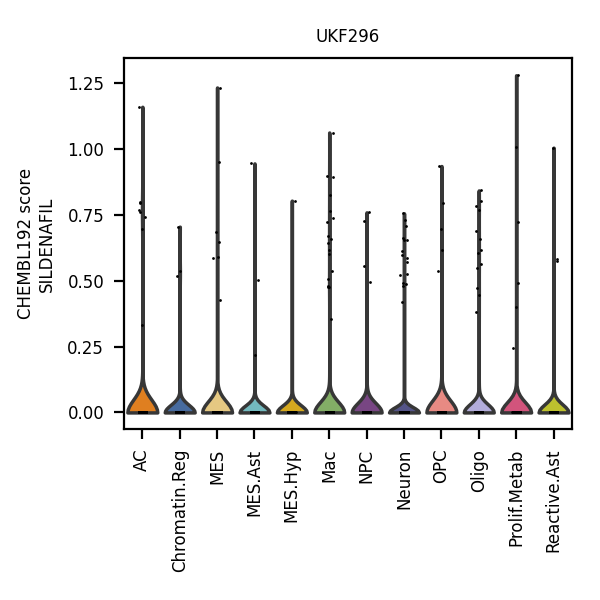 UKF296
CHEMBL192 score
SILDENAFIL
1.25
1.00
0.75
0.50
0.25
0.00
AC
Chromatin.Reg
MES
MES.Ast
MES.Hyp
Mac
NPC
Neuron
OPC
Oligo
Prolif.Metab
Reactive.Ast